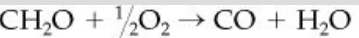 CH₂O + ½O₂ → CO + H₂O